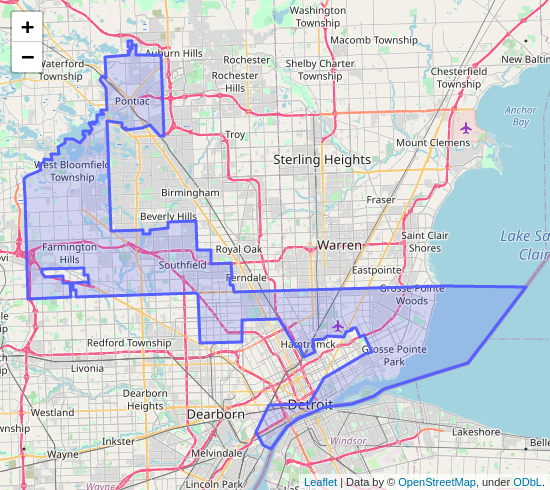 +
−
Washington
Township
Macomb Township
Auburn Hills
Rochester
Waterford
Township
Rochester
Hills
Shelby Charter
Township
Chesterfield
Township
New Baltim
Pontiac
Anchor
Bay
Troy
Mount Clemens
Sterling Heights
West Bloomfield
Township
Birmingham
Fraser
Beverly Hills
Saint Clair
Shores
Lake Sa
Clair
Royal Oak
Warren
Farmington
Hills
Southfield
Eastpointe
Ferndale
Grosse Pointe
Woods
Redford Township
Hamtramck
Grosse Pointe
Park
Livonia
Dearborn
Heights
Detroit
Westland
Dearborn
Windsor
Lakeshore
Inkster
Belle
Melvindale
Wayne
Lincoln Park
Leaflet | Data by © OpenStreetMap, under ODbL.